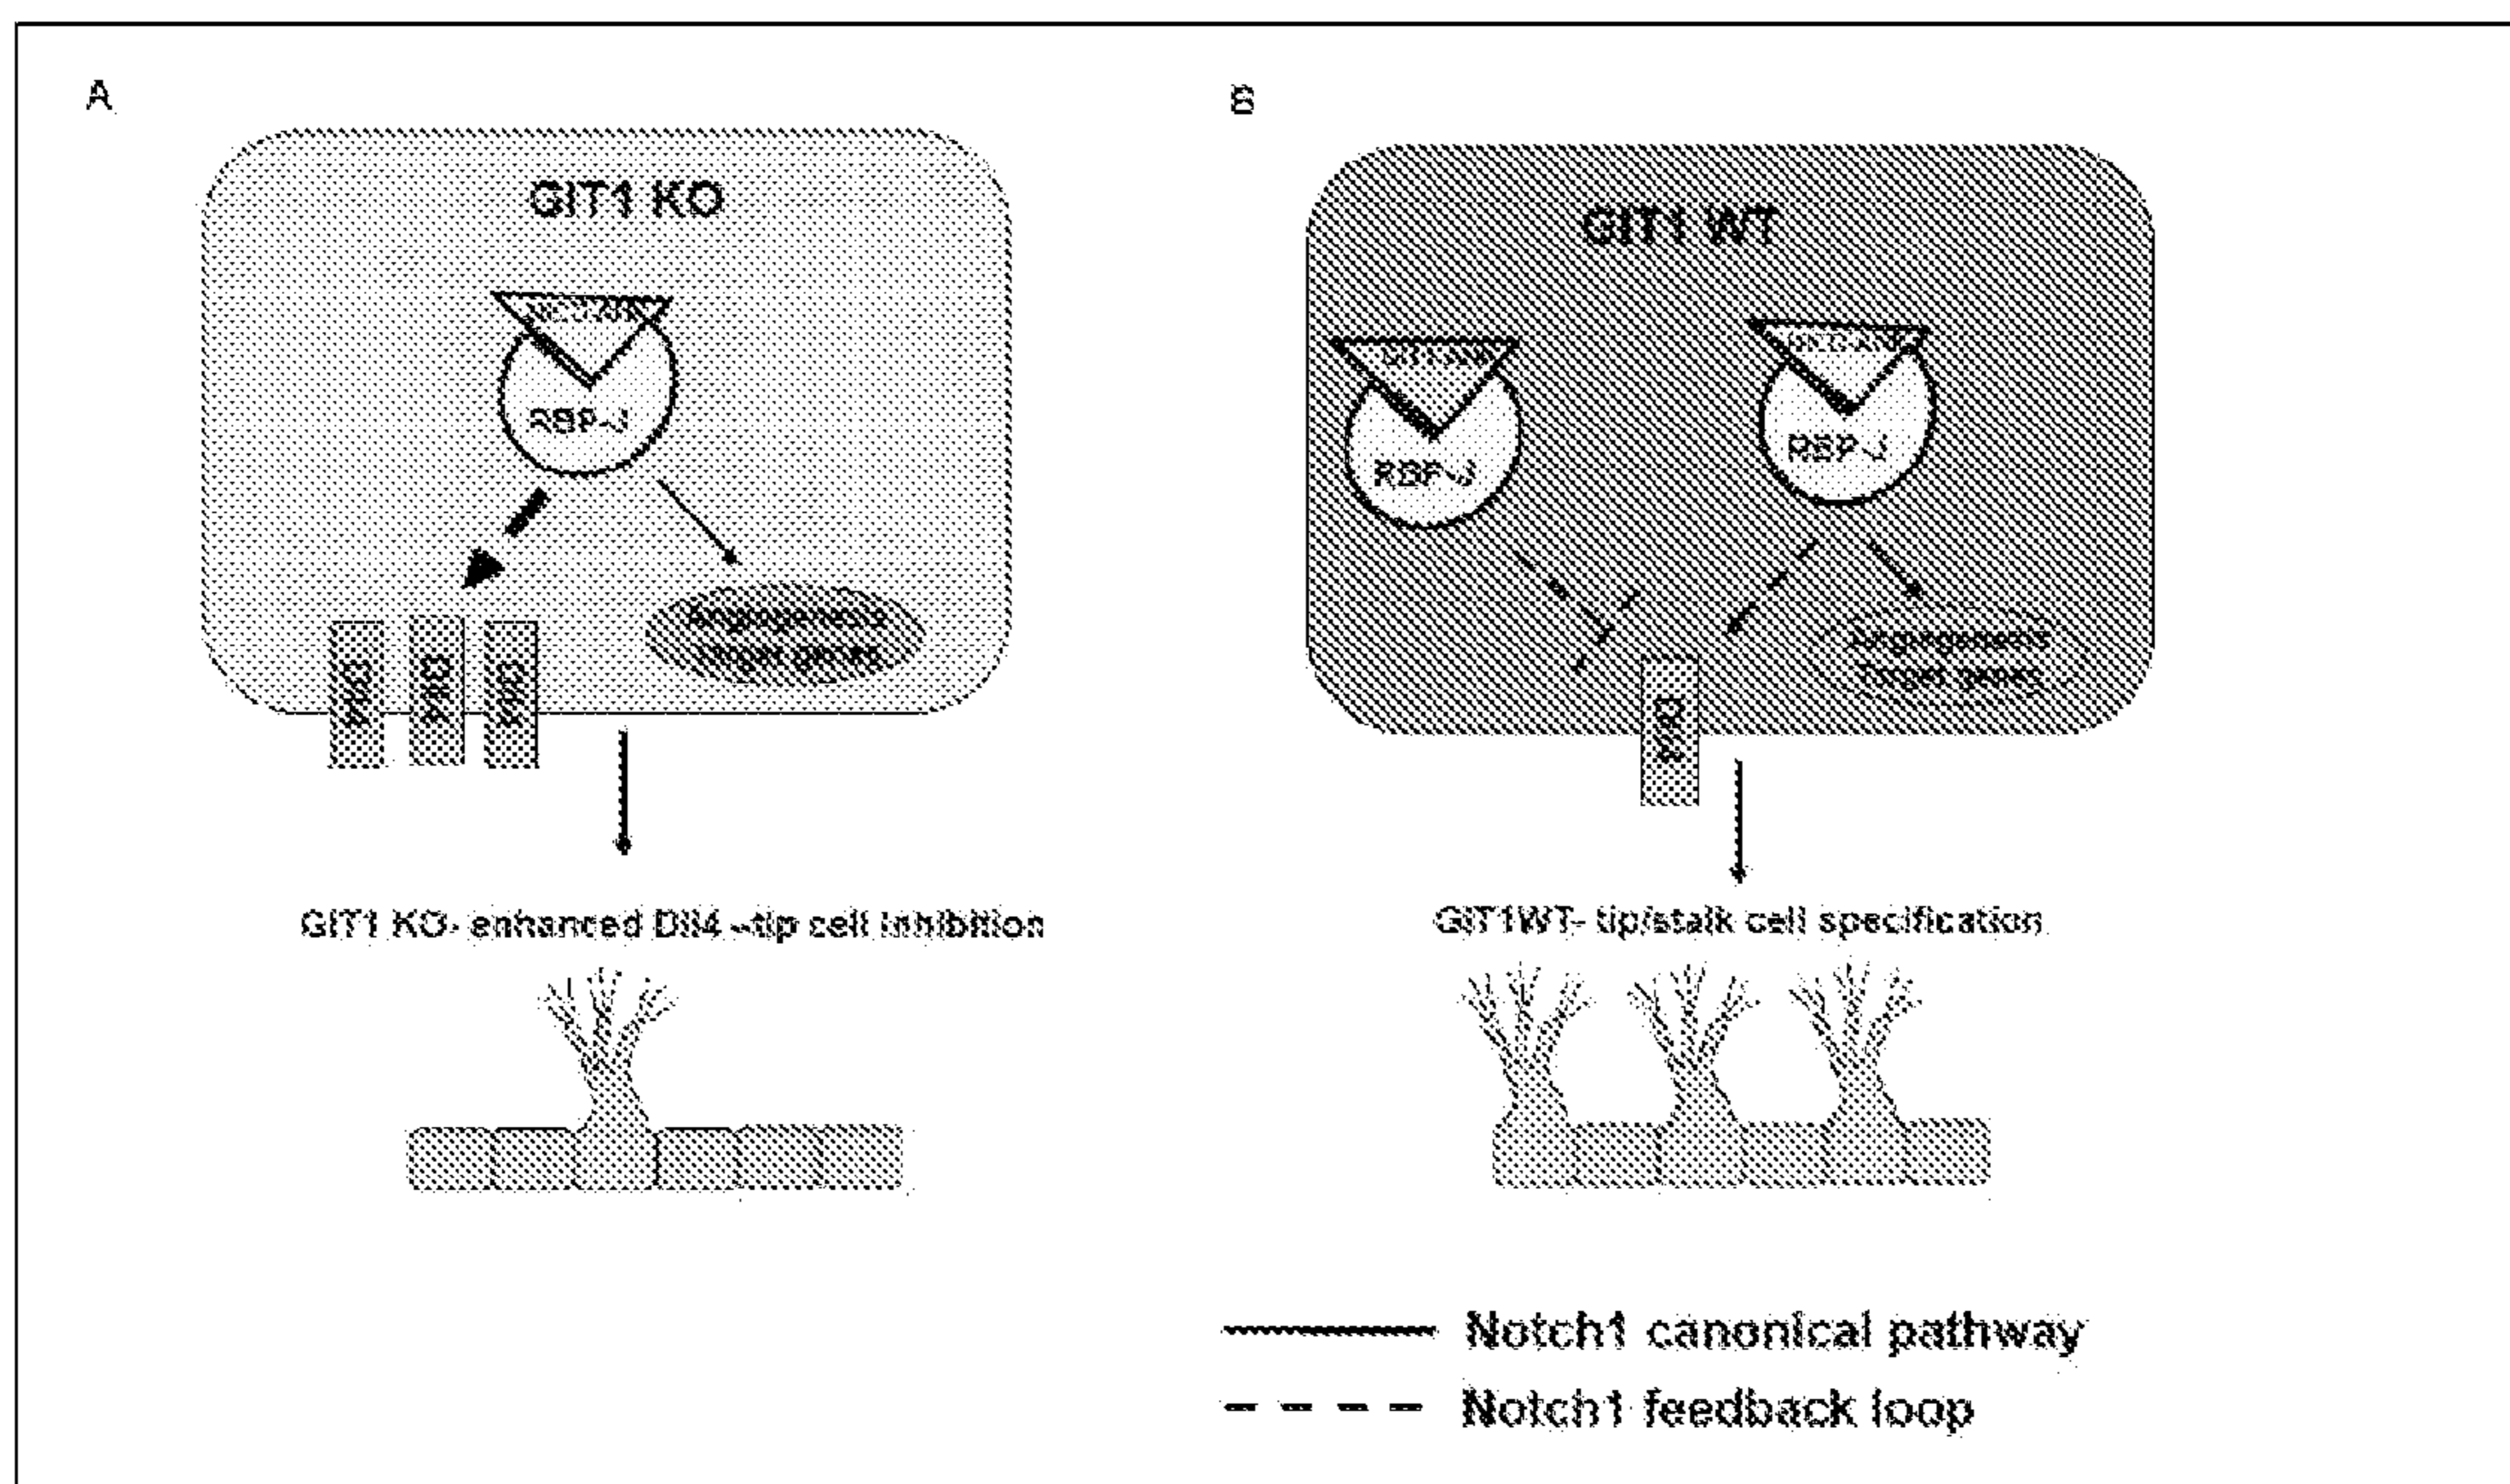 A
B
GIT1 KO
GIT1 WT
RBP-J
RBP-J
RBP-J
Angiogenesis
target genes
Angiogenesis
Target genes
Dll4
Dll4
Dll4
Dll4
GIT1 KO- enhanced Dll4 -tip cell inhibition
GIT1WT- tip/stalk cell specification
Notch1 canonical pathway
Notch1 feedback loop